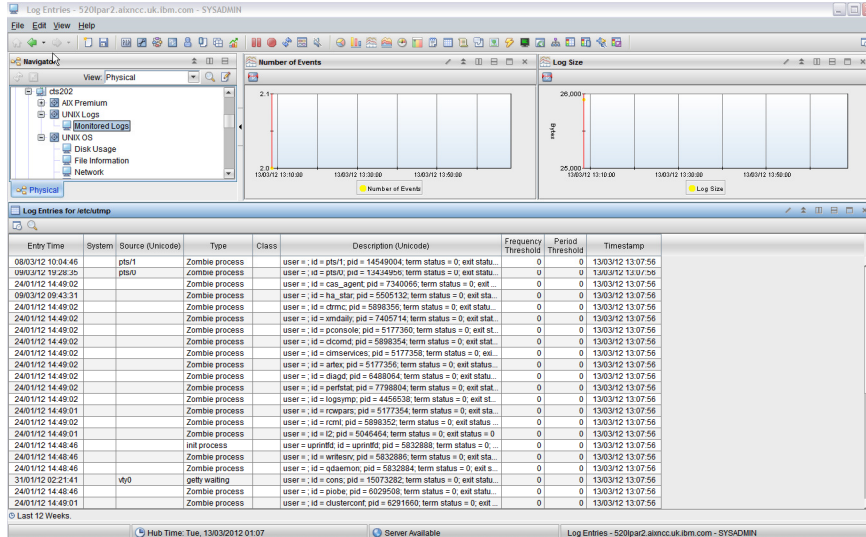 Log Entries - 520lpar2.aixncc.uk.ibm.com - SYSADMIN
File Edit View Help
Navigator
View: Physical
cts202
AIX Premium
UNIX Logs
Monitored Logs
UNIX OS
Disk Usage
File Information
Network
Physical
Number of Events
2.1
2.0
13/03/12 13:10:00 13/03/12 13:30:00 13/03/12 13:50:00
Number of Events
Log Size
26,000
Bytes
25,000
13/03/12 13:10:00 13/03/12 13:30:00 13/03/12 13:50:00
Log Size
Log Entries for /etc/utmp
Entry Time System Source (Unicode) Type Class Description (Unicode) Frequency Threshold Period Threshold Timestamp
08/03/12 10:04:46 pts/1 Zombie process user = ; id = pts/1; pid = 14549004; term status = 0; exit statu... 0 0 13/03/12 13:07:56
09/03/12 19:28:35 pts/0 Zombie process user = ; id = pts/0; pid = 13434956; term status = 0; exit statu... 0 0 13/03/12 13:07:56
24/01/12 14:49:02 Zombie process user = ; id = cas_agent; pid = 7340066; term status = 0; exit... 0 0 13/03/12 13:07:56
09/03/12 09:43:31 Zombie process user = ; id = ha_star; pid = 5505132; term status = 0; exit sta... 0 0 13/03/12 13:07:56
24/01/12 14:49:02 Zombie process user = ; id = ctrmc; pid = 5898356; term status = 0; exit statu... 0 0 13/03/12 13:07:56
24/01/12 14:49:02 Zombie process user = ; id = xmdaily; pid = 7405714; term status = 0; exit stat... 0 0 13/03/12 13:07:56
24/01/12 14:49:02 Zombie process user = ; id = pconsole; pid = 5177360; term status = 0; exit st... 0 0 13/03/12 13:07:56
24/01/12 14:49:02 Zombie process user = ; id = clcomd; pid = 5898354; term status = 0; exit stat... 0 0 13/03/12 13:07:56
24/01/12 14:49:02 Zombie process user = ; id = cimservices; pid = 5177358; term status = 0; exi... 0 0 13/03/12 13:07:56
24/01/12 14:49:02 Zombie process user = ; id = artex; pid = 5177356; term status = 0; exit statu... 0 0 13/03/12 13:07:56
24/01/12 14:49:02 Zombie process user = ; id = diagd; pid = 6488064; term status = 0; exit statu... 0 0 13/03/12 13:07:56
24/01/12 14:49:02 Zombie process user = ; id = perfstat; pid = 7798804; term status = 0; exit stat... 0 0 13/03/12 13:07:56
24/01/12 14:49:02 Zombie process user = ; id = logsymp; pid = 4456538; term status = 0; exit st... 0 0 13/03/12 13:07:56
24/01/12 14:49:01 Zombie process user = ; id = rcwpars; pid = 5177354; term status = 0; exit sta... 0 0 13/03/12 13:07:56
24/01/12 14:49:02 Zombie process user = ; id = rcml; pid = 5898352; term status = 0; exit statu... 0 0 13/03/12 13:07:56
24/01/12 14:49:01 Zombie process user = ; id = l2; pid = 5046464; term status = 0; exit status = 0 0 0 13/03/12 13:07:56
24/01/12 14:48:46 init process user = uprintfd; id = uprintfd; pid = 5832888; term status = ... 0 0 13/03/12 13:07:56
24/01/12 14:48:46 Zombie process user = ; id = writesrv; pid = 5832886; term status = 0; exit sta... 0 0 13/03/12 13:07:56
24/01/12 14:48:46 Zombie process user = ; id = qdaemon; pid = 5832884; term status = 0; exit s... 0 0 13/03/12 13:07:56
31/01/12 02:21:41 vty0 getty waiting user = ; id = cons; pid = 15073282; term status = 0; exit statu... 0 0 13/03/12 13:07:56
24/01/12 14:48:46 Zombie process user = ; id = piobe; pid = 6029508; term status = 0; exit statu... 0 0 13/03/12 13:07:56
24/01/12 14:49:01 Zombie process user = ; id = clusterconf; pid = 6291660; term status = 0; exit ... 0 0 13/03/12 13:07:56
Last 12 Weeks.
Hub Time: Tue, 13/03/2012 01:07 Server Available Log Entries - 520lpar2.aixncc.uk.ibm.com - SYSADMIN